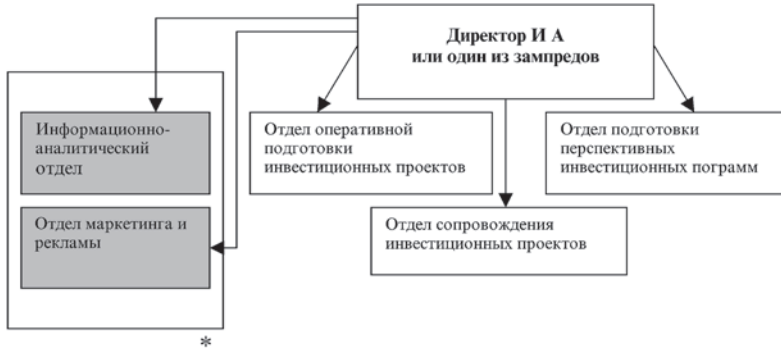 Директор И А
или один из зампредов
Информационно-
аналитический
отдел
Отдел оперативной
подготовки
инвестиционных проектов
Отдел подготовки
перспективных
инвестиционных пограмм
Отдел маркетинга и
рекламы
Отдел сопровождения
инвестиционных проектов
*